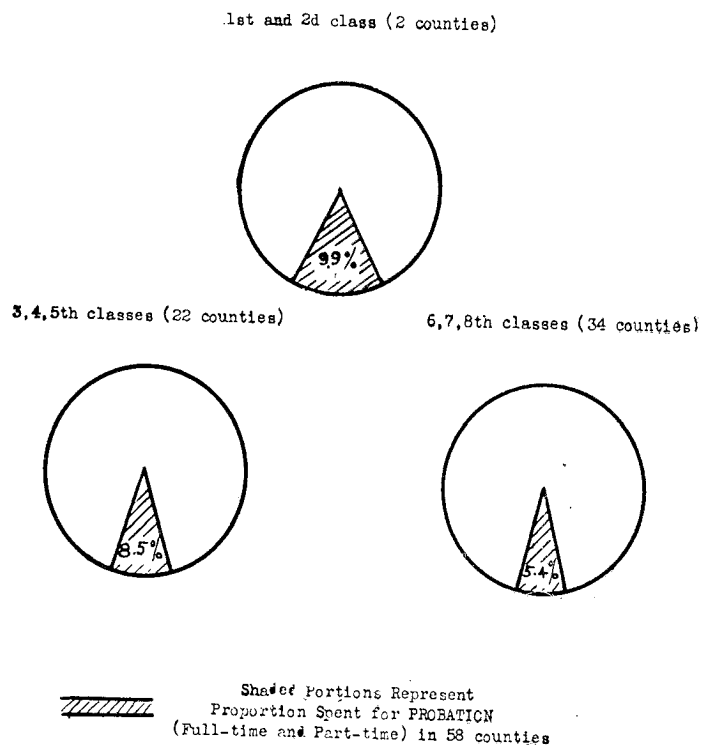 1st and 2d class (2 counties)
9.9%
3,4,5th classes (22 counties)
6,7,8th classes (34 counties)
8.5%
5.4%
Shaded Portions Represent
Proportion Spent for PROBATION
(Full-time and Part-time) in 58 counties